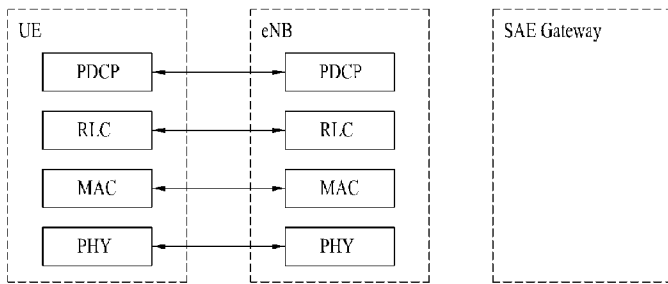 UE
eNB
SAE Gateway
PDCP
PDCP
RLC
RLC
MAC
MAC
PHY
PHY